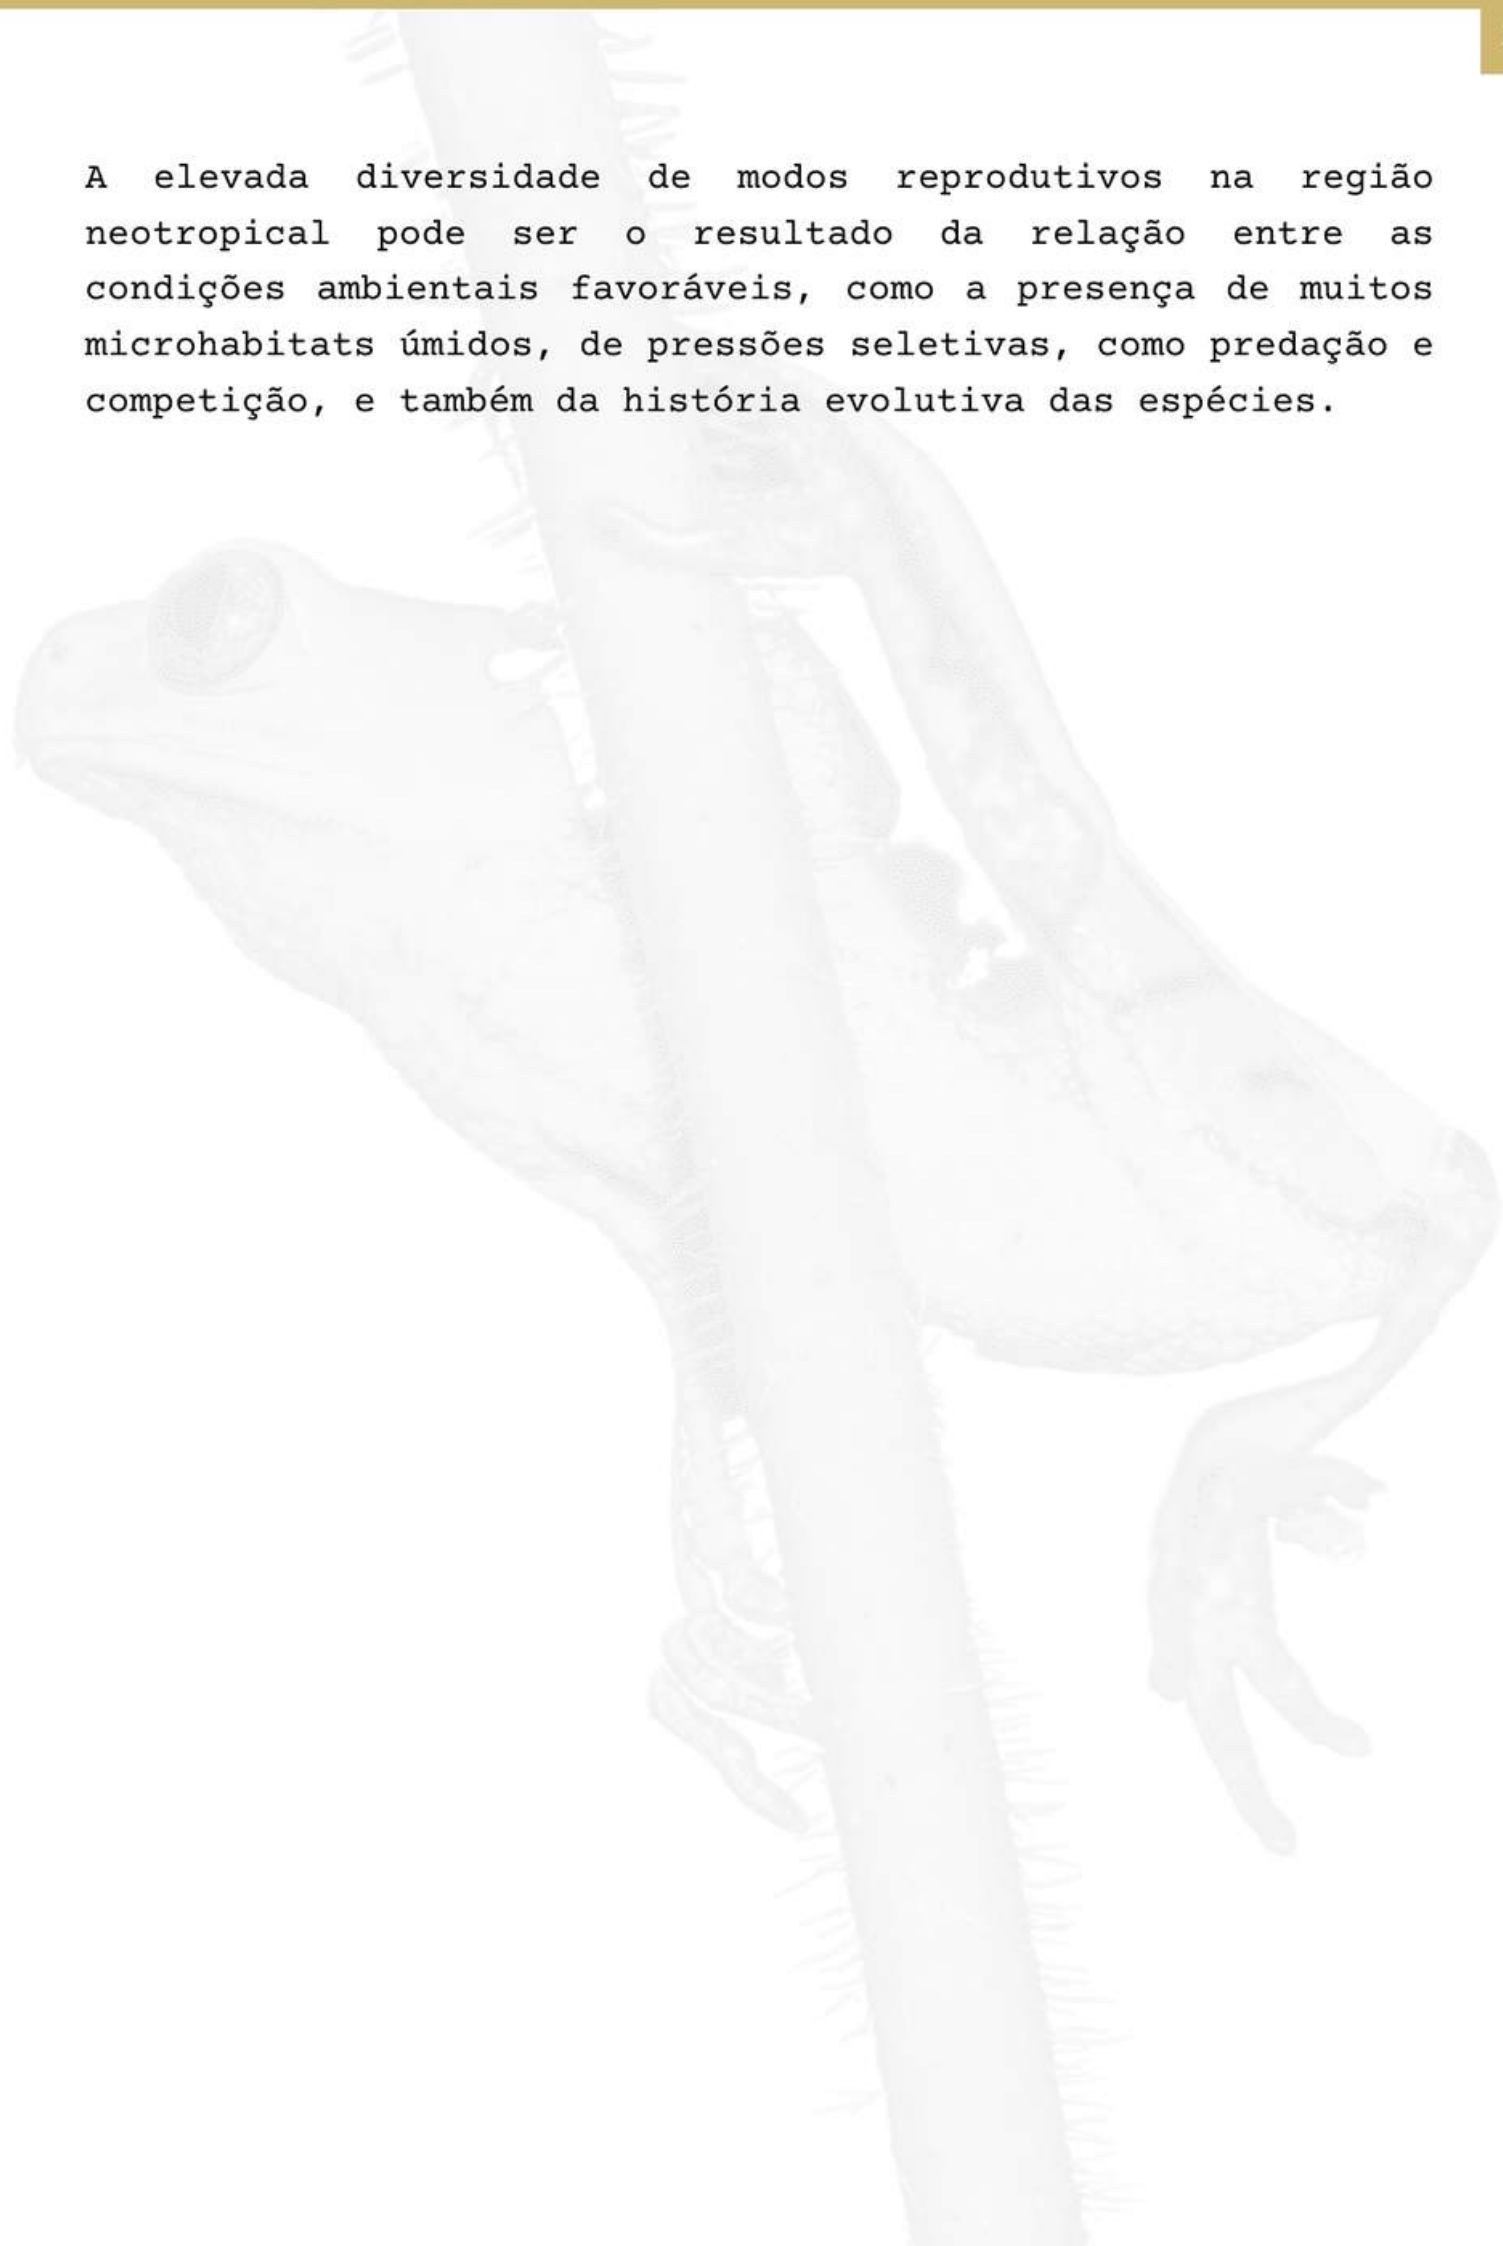 A elevada diversidade de modos reprodutivos na região
neotropical pode ser o resultado da relação entre as
condições ambientais favoráveis, como a presença de muitos
microhabitats úmidos, de pressões seletivas, como predação e
competição, e também da história evolutiva das espécies.